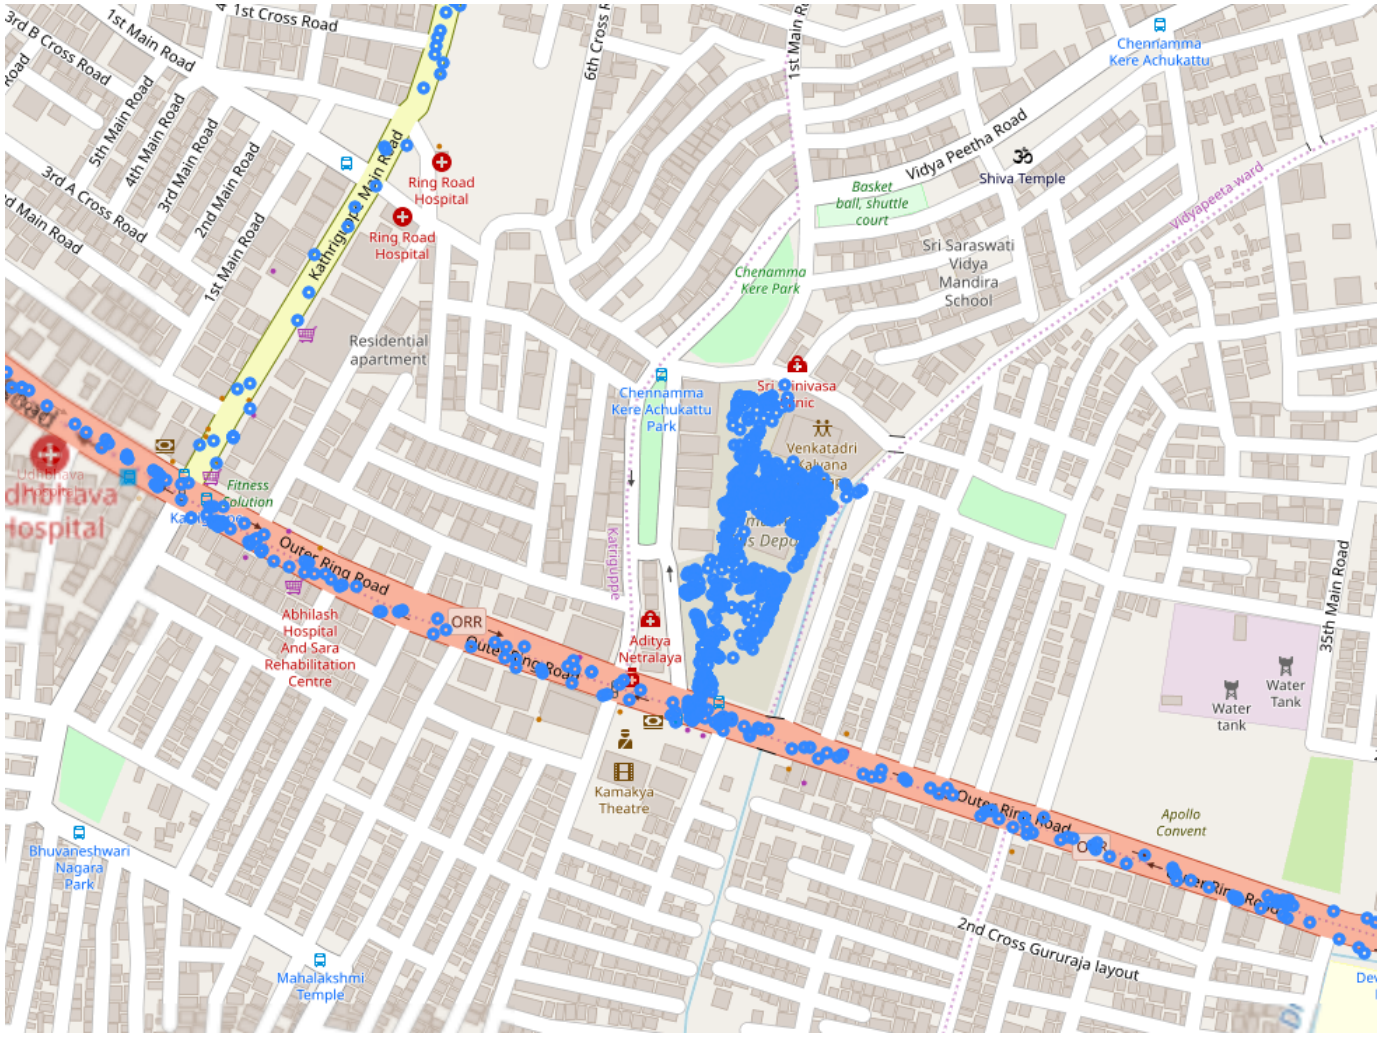 1st Cross Road
1st Main Road
3rd B Cross Road
Road
5th Main Road
4th Main Road
3rd Main Road
2nd Main Road
1st Main Road
3rd A Cross Road
Main Road
6th Cross R
1st Main Ro
Chennamma
Kere Achukattu
Vidya Peetha Road
Shiva Temple
Vidyapeeta ward
Basket
ball, shuttle
court
Sri Saraswati
Vidya
Mandira
School
Ring Road
Hospital
Ring Road
Hospital
Main Road
Chenamma
Kere Park
Residential
apartment
Chennamma
Kere Achukattu
Park
Venkatadri
Fitness
Solution
Hospital
Katriguppe
Outer Ring Road
ORR
Abhilash
Hospital
And Sara
Rehabilitation
Centre
Aditya
Netralaya
35th Main Road
Water
Tank
Water
tank
Kamakya
Theatre
Apollo
Convent
Outer Ring Road
Bhuvaneshwari
Nagara
Park
2nd Cross Gururaja layout
Mahalakshmi
Temple
Dev